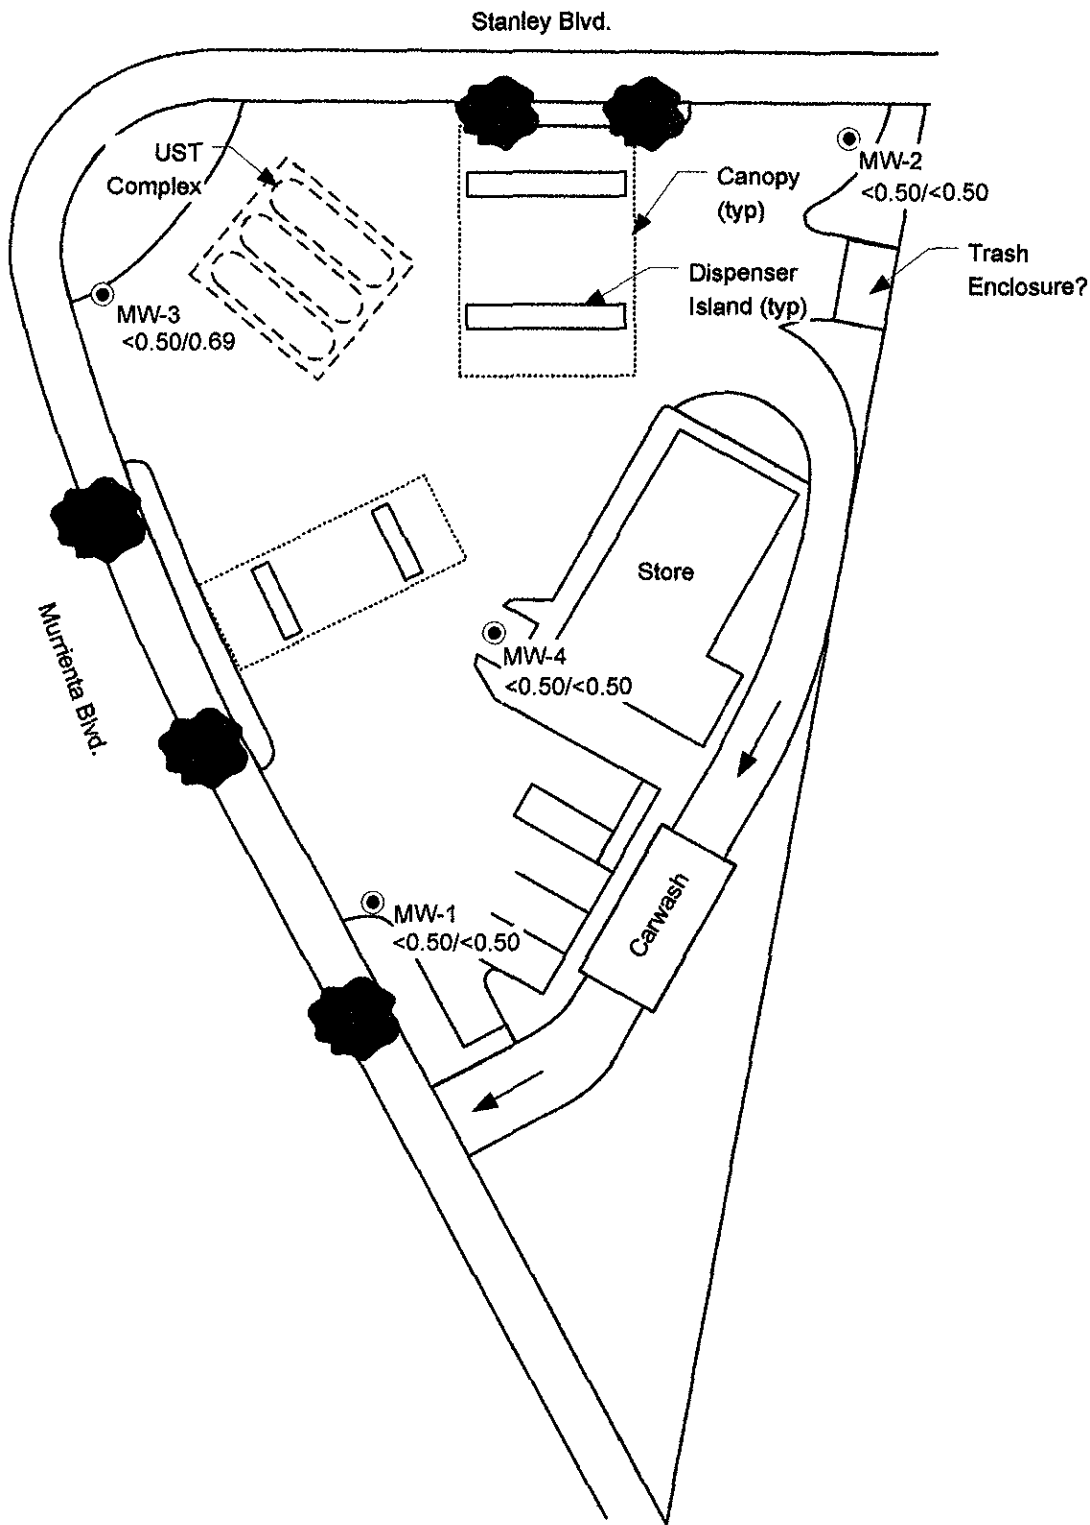 Stanley Blvd.
UST
Complex
MW-2
<0.50/<0.50
Canopy
(typ)
Trash
Enclosure?
Dispenser
Island (typ)
MW-3
<0.50/0.69
Store
Murrienta Blvd.
MW-4
<0.50/<0.50
Carwash
MW-1
<0.50/<0.50